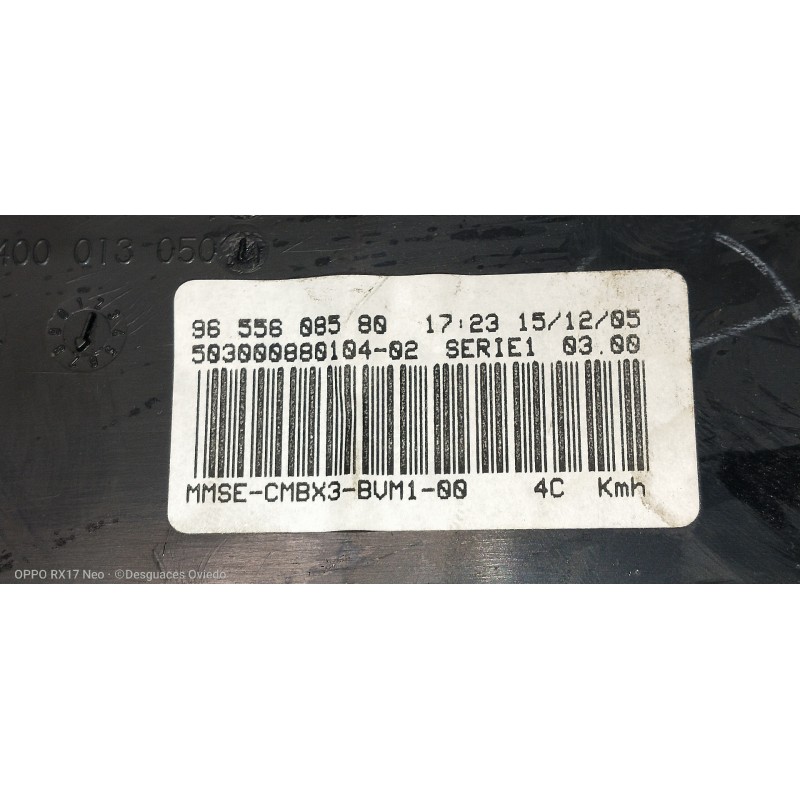 400 013 050
96 556 085 80 17:23 15/12/05
503000880104-02 SERIE1 03.00
MMSE-CMBX3-BVM1-00 4C Kmh
OPPO RX17 Neo · ©Desguaces Oviedo